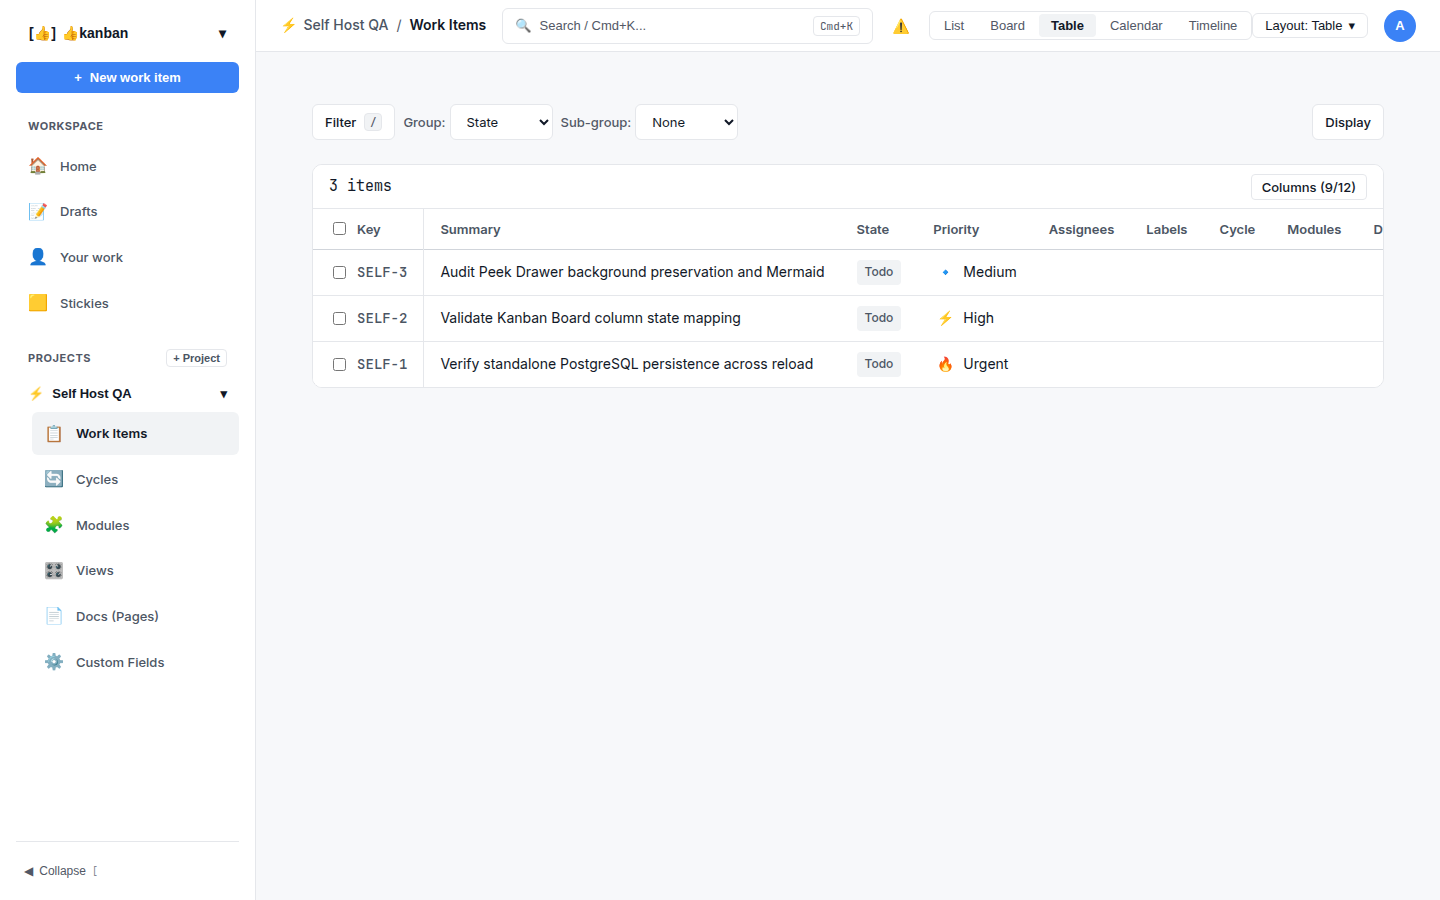 [👍] 👍kanban ▼
+ New work item
WORKSPACE
Home
Drafts
Your work
Stickies
PROJECTS + Project
Self Host QA ▼
Work Items
Cycles
Modules
Views
Docs (Pages)
Custom Fields
◀ Collapse [
Self Host QA / Work Items
Search / Cmd+K... Cmd+K
List Board Table Calendar Timeline Layout: Table ▼ A
Filter / Group: State Sub-group: None Display
3 items Columns (9/12)
Key Summary State Priority Assignees Labels Cycle Modules D
SELF-3 Audit Peek Drawer background preservation and Mermaid Todo Medium
SELF-2 Validate Kanban Board column state mapping Todo High
SELF-1 Verify standalone PostgreSQL persistence across reload Todo Urgent